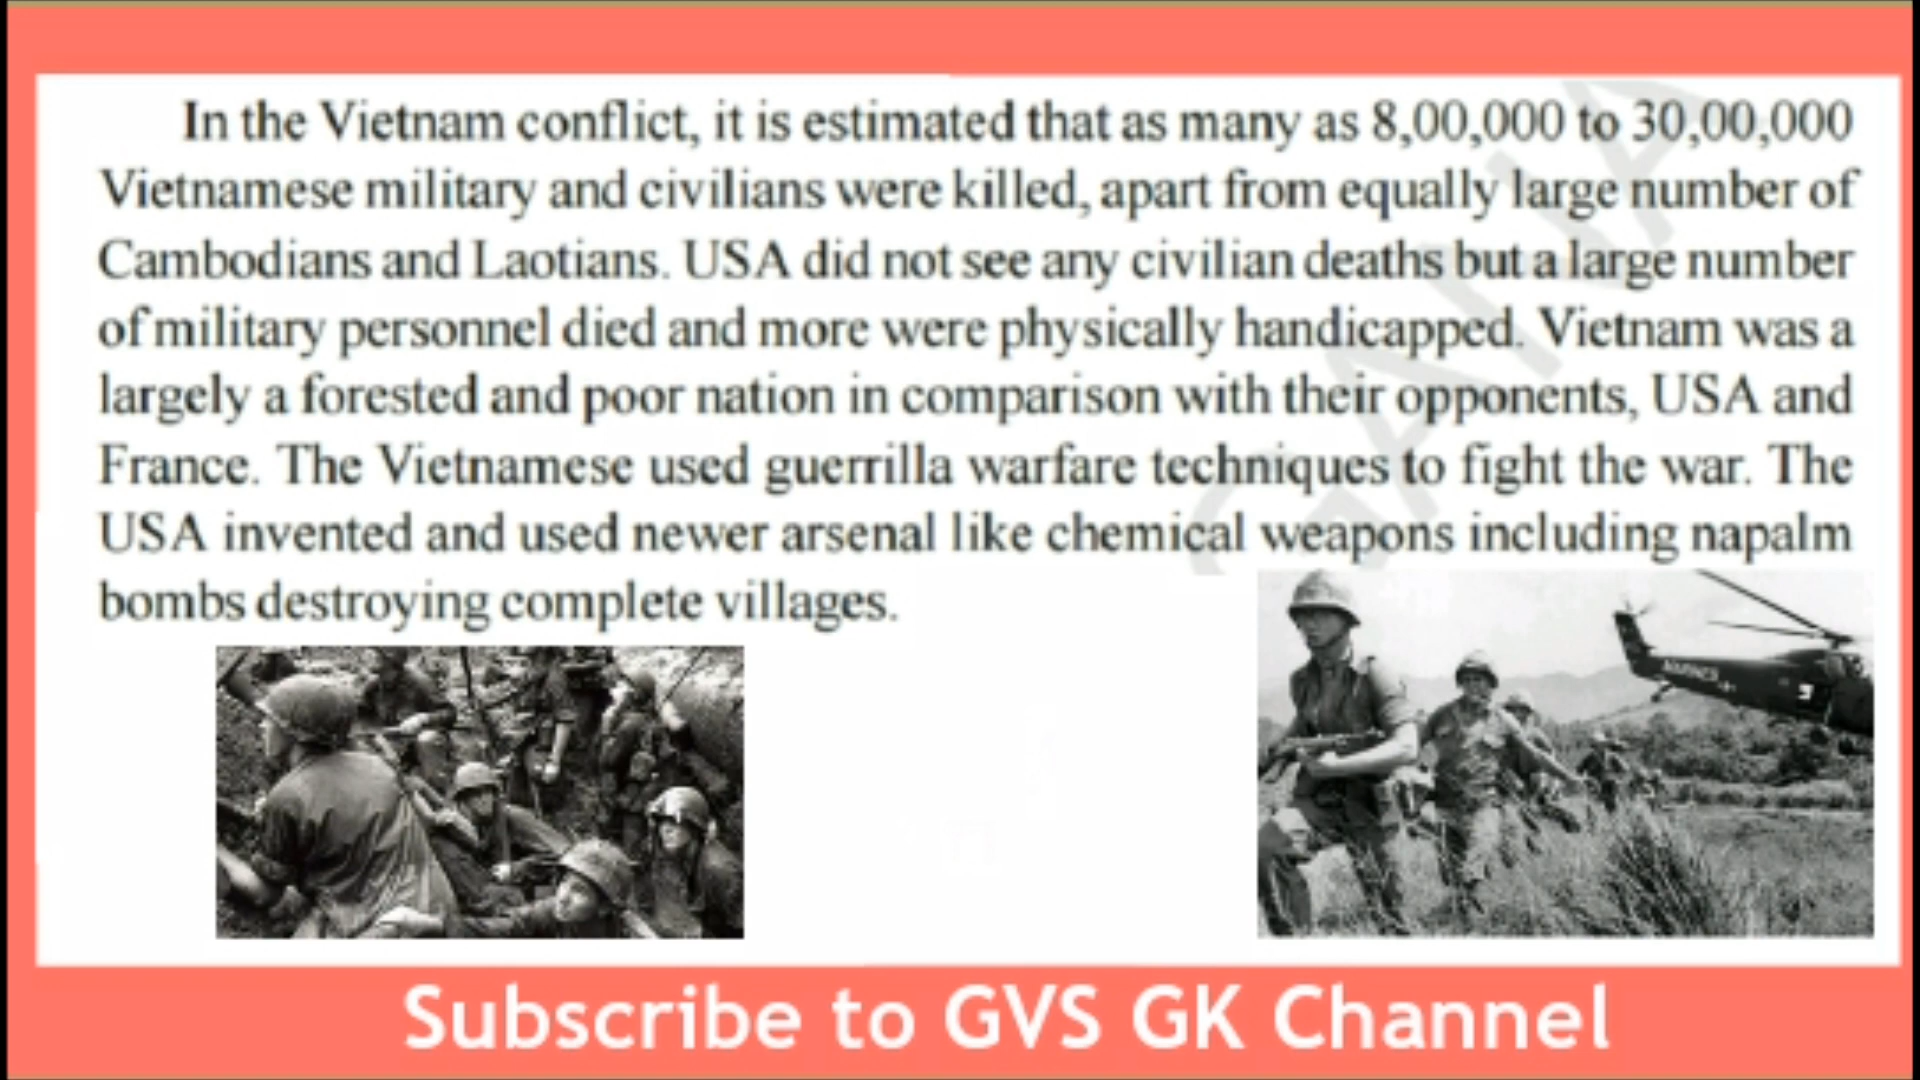 In the Vietnam conflict, it is estimated that as many as 8,00,000 to 30,00,000
Vietnamese military and civilians were killed, apart from equally large number of
Cambodians and Laotians. USA did not see any civilian deaths but a large number
of military personnel died and more were physically handicapped. Vietnam was a
largely a forested and poor nation in comparison with their opponents, USA and
France. The Vietnamese used guerrilla warfare techniques to fight the war. The
USA invented and used newer arsenal like chemical weapons including napalm
bombs destroying complete villages.
MARINES
Subscribe to GVS GK Channel